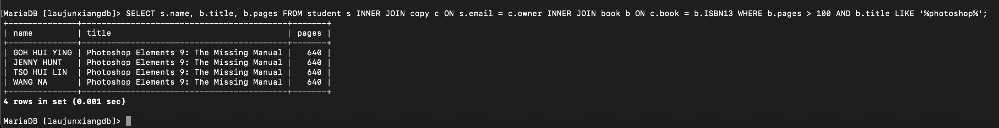 [MariaDB [laujunxiangdb]> SELECT s.name, b.title, b.pages FROM student s INNER JOIN copy c ON s.email = c.owner INNER JOIN book b ON c.book = b.ISBN13 WHERE b.pages > 100 AND b.title LIKE '%photoshop%';
+--------------+------------------------------------------+-------+
| name         | title                                    | pages |
+--------------+------------------------------------------+-------+
| GOH HUI YING | Photoshop Elements 9: The Missing Manual |   640 |
| JENNY HUNT   | Photoshop Elements 9: The Missing Manual |   640 |
| TSO HUI LIN  | Photoshop Elements 9: The Missing Manual |   640 |
| WANG NA      | Photoshop Elements 9: The Missing Manual |   640 |
+--------------+------------------------------------------+-------+
4 rows in set (0.001 sec)
MariaDB [laujunxiangdb]>